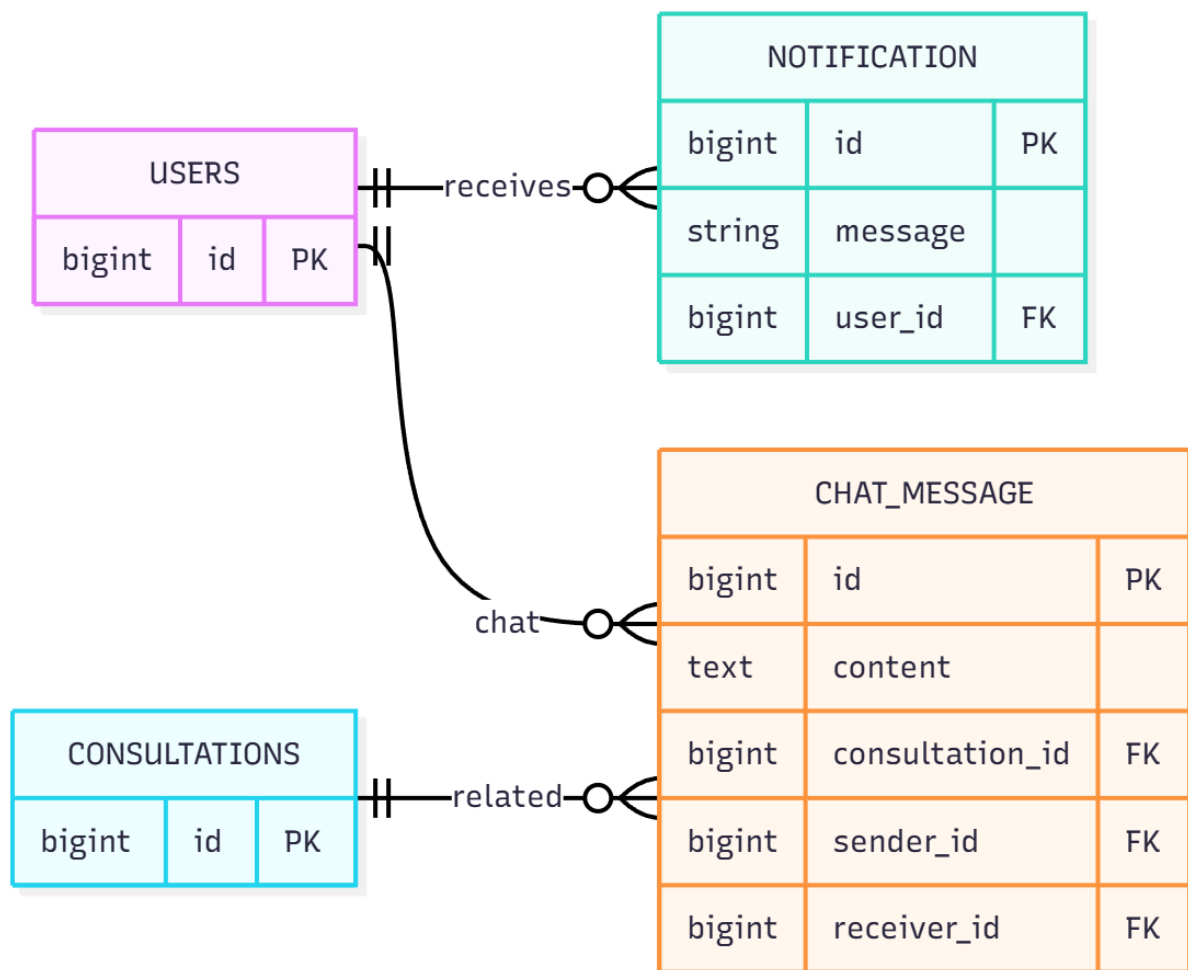 NOTIFICATION
bigint id PK
string message
bigint user_id FK
USERS
bigint id PK
receives
chat
CHAT_MESSAGE
bigint id PK
text content
bigint consultation_id FK
bigint sender_id FK
bigint receiver_id FK
CONSULTATIONS
bigint id PK
related